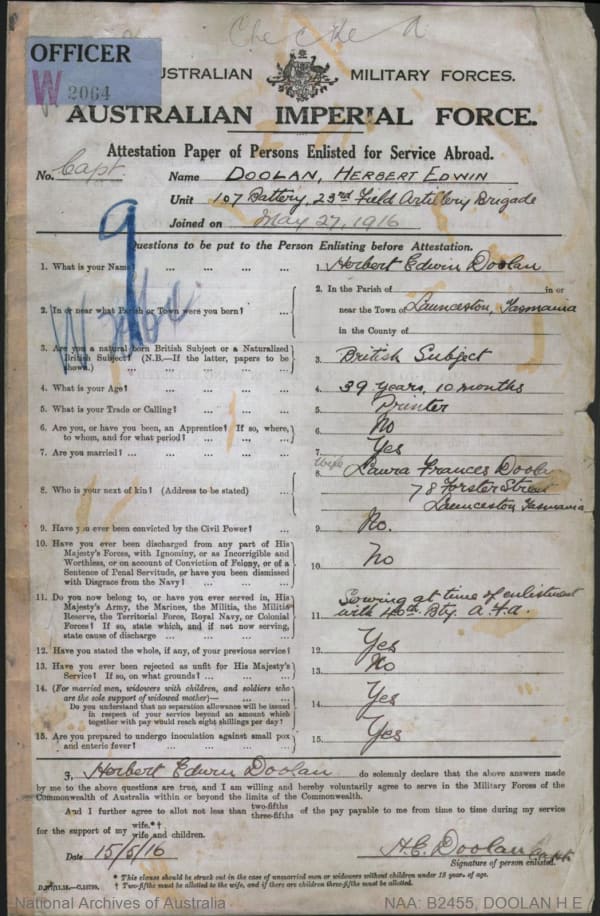 Checked
OFFICER
W 2064
AUSTRALIAN MILITARY FORCES.
AUSTRALIAN IMPERIAL FORCE.
Attestation Paper of Persons Enlisted for Service Abroad.
No. Capt. Name DOOLAN, HERBERT EDWIN
Unit 107 Battery, 23rd Field Artillery Brigade
Joined on May 27, 1916
9
Questions to be put to the Person Enlisting before Attestation.
1. What is your Name? ... ... ... ... 1. Herbert Edwin Doolan
2. In or near what Parish or Town were you born? ... 2. In the Parish of in or
near the Town of Launceston, Tasmania
in the County of
3. Are you a natural born British Subject or a Naturalized
British Subject? (N.B.—If the latter, papers to be
shown.) ... ... ... ... 3. British Subject
4. What is your Age? ... ... ... ... 4. 39 years, 10 months
5. What is your Trade or Calling? ... ... ... 5. Printer
6. Are you, or have you been, an Apprentice? If so, where,
to whom, and for what period? ... ... ... 6. No
7. Are you married? ... ... ... ... 7. Yes
8. Who is your next of kin? (Address to be stated) ... 8. Wife Laura Frances Doolan
78 Forster Street
Launceston Tasmania
9. Have you ever been convicted by the Civil Power? ... 9. No.
10. Have you ever been discharged from any part of His
Majesty's Forces, with Ignominy, or as Incorrigible and
Worthless, or on account of Conviction of Felony, or of a
Sentence of Penal Servitude, or have you been dismissed
with Disgrace from the Navy? ... ... ... 10. No
11. Do you now belong to, or have you ever served in, His
Majesty's Army, the Marines, the Militia, the Militia
Reserve, the Territorial Force, Royal Navy, or Colonial
Forces? If so, state which, and if not now serving,
state cause of discharge ... ... ... 11. Serving at time of enlistment
with 40th Bty. A.F.A.
12. Have you stated the whole, if any, of your previous service? 12. Yes
13. Have you ever been rejected as unfit for His Majesty's
Service? If so, on what grounds? ... ... ... 13. No
14. (For married men, widowers with children, and soldiers who
are the sole support of widowed mother)—
Do you understand that no separation allowance will be issued
in respect of your service beyond an amount which
together with pay would reach eight shillings per day? 14. Yes
15. Are you prepared to undergo inoculation against small pox
and enteric fever? ... ... ... ... 15. Yes
I, Herbert Edwin Doolan do solemnly declare that the above answers made
by me to the above questions are true, and I am willing and hereby voluntarily agree to serve in the Military Forces of the
Commonwealth of Australia within or beyond the limits of the Commonwealth.
And I further agree to allot not less than two-fifths three-fifths of the pay payable to me from time to time during my service
for the support of my wife.*† wife and children.
Date 15/5/16 H.E. Doolan Capt.
Signature of person enlisted.
* This clause should be struck out in the case of unmarried men or widowers without children under 18 years of age.
† Two-fifths must be allotted to the wife, and if there are children three-fifths must be allotted.
National Archives of Australia NAA: B2455, DOOLAN H E